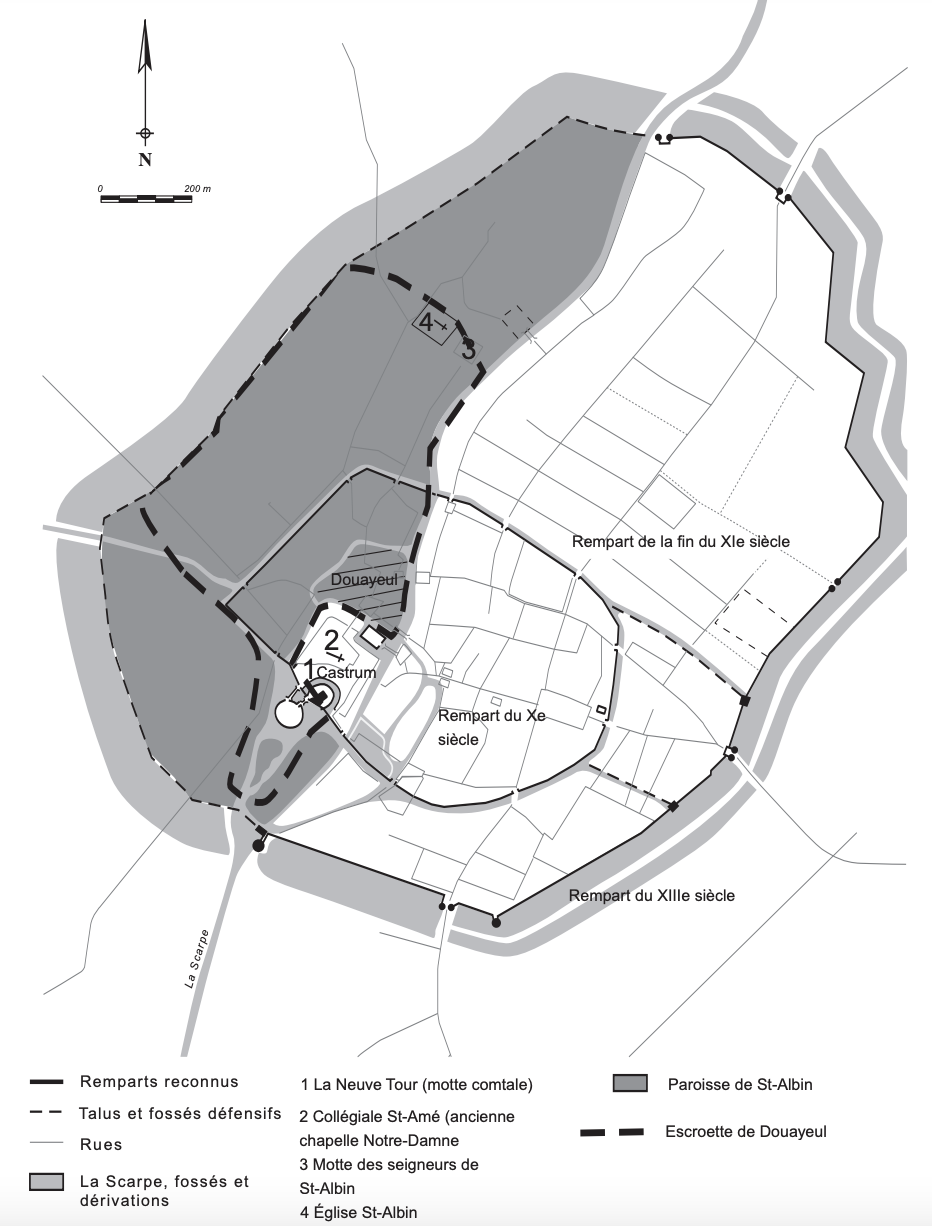 N
0 200 m
4
3
Rempart de la fin du XIe siècle
Douayeul
2
1
Castrum
Rempart du Xe
siècle
Rempart du XIIIe siècle
La Scarpe
Remparts reconnus
Talus et fossés défensifs
Rues
La Scarpe, fossés et
dérivations
1 La Neuve Tour (motte comtale)
2 Collégiale St-Amé (ancienne
chapelle Notre-Damne
3 Motte des seigneurs de
St-Albin
4 Église St-Albin
Paroisse de St-Albin
Escroette de Douayeul